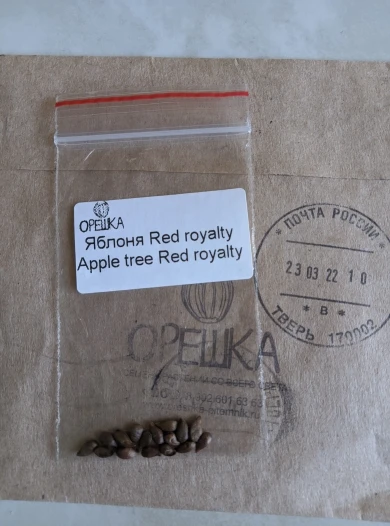 ОРЕШКА
Яблоня Red royalty
Apple tree Red royalty
* ПОЧТА РОССИИ *
23 03 22 10
* В *
ТВЕРЬ 170002
ОРЕШКА